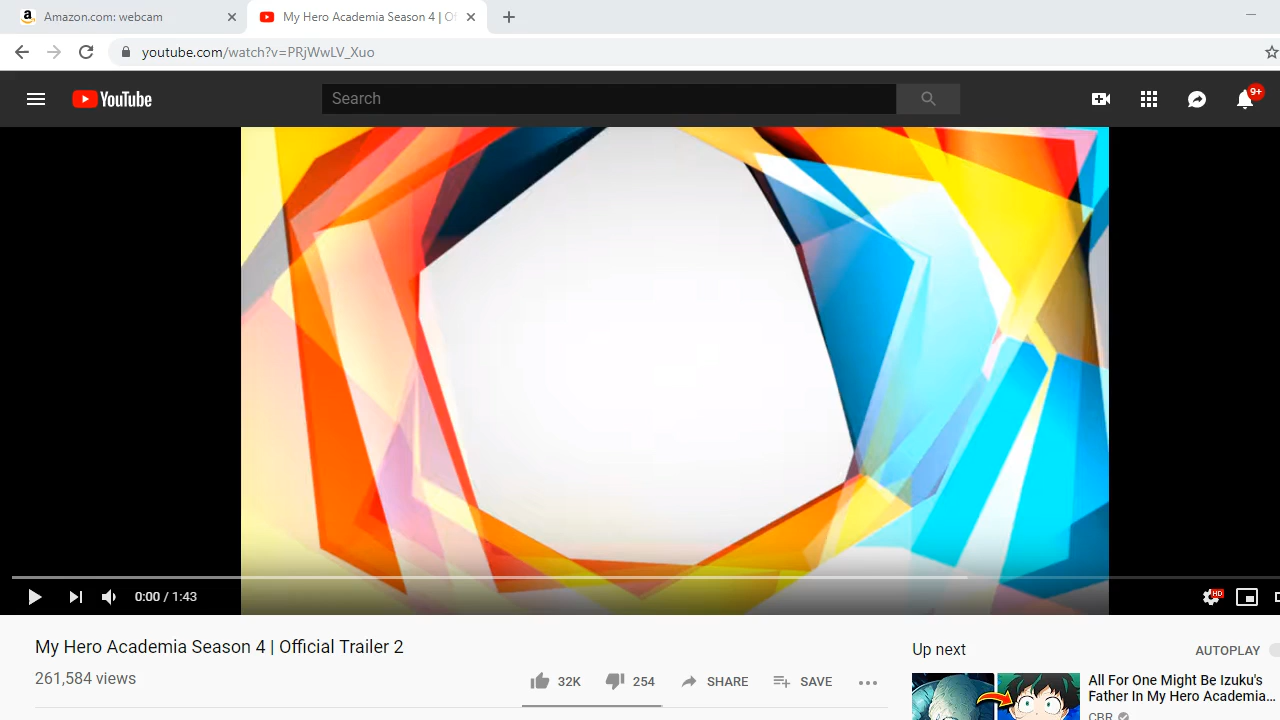 Amazon.com: webcam
My Hero Academia Season 4 | Of
youtube.com/watch?v=PRjWwLV_Xuo
YouTube
Search
9+
0:00 / 1:43
HD
My Hero Academia Season 4 | Official Trailer 2
261,584 views
32K
254
SHARE
SAVE
Up next
AUTOPLAY
All For One Might Be Izuku's
Father In My Hero Academia...
CBR